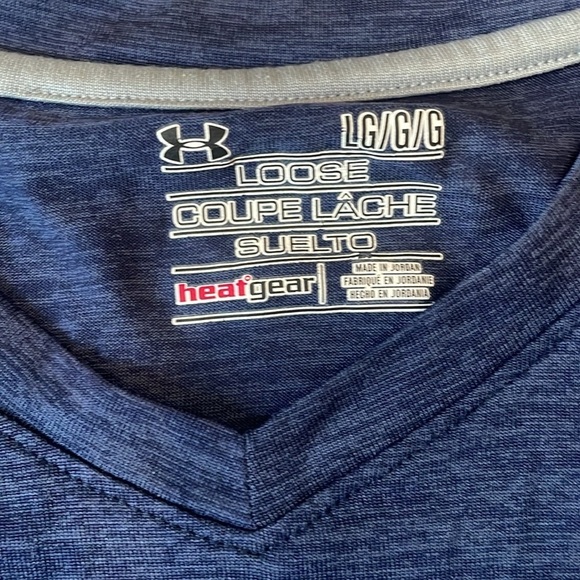 LG/G/G
LOOSE
COUPE LÂCHE
SUELTO
heatgear
MADE IN JORDAN
FABRIQUÉ EN JORDANIE
HECHO EN JORDANIA